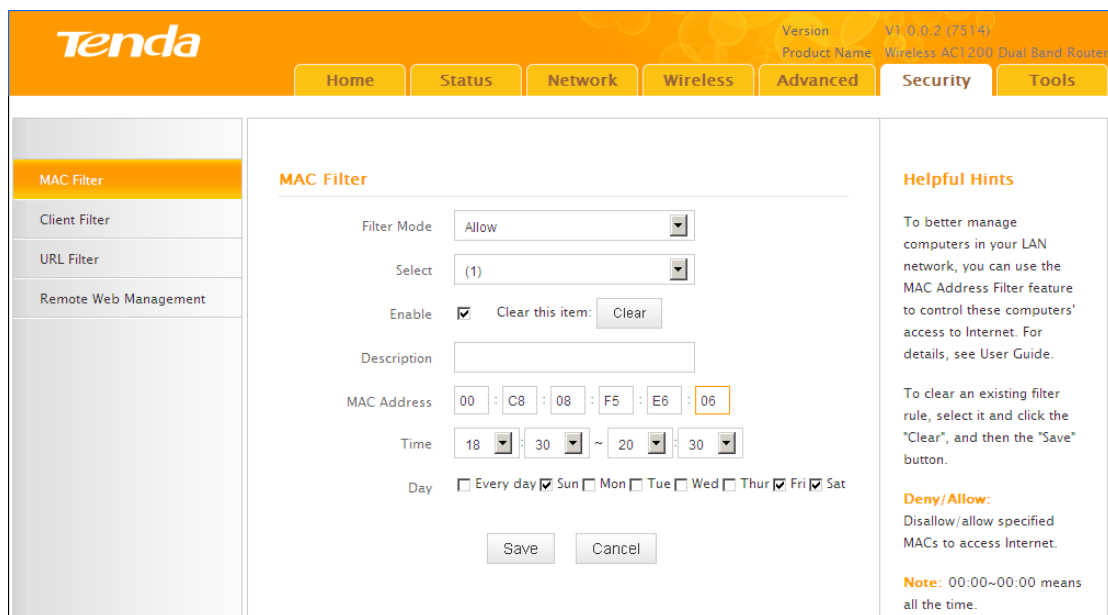 Tenda
Version V1.0.0.2 (7514)
Product Name Wireless AC1200 Dual Band Router
Home Status Network Wireless Advanced Security Tools
MAC Filter
Client Filter
URL Filter
Remote Web Management
MAC Filter
Filter Mode Allow
Select (1)
Enable Clear this item: Clear
Description
MAC Address 00 : C8 : 08 : F5 : E6 : 06
Time 18 : 30 ~ 20 : 30
Day Every day Sun Mon Tue Wed Thur Fri Sat
Save Cancel
Helpful Hints
To better manage
computers in your LAN
network, you can use the
MAC Address Filter feature
to control these computers'
access to Internet. For
details, see User Guide.
To clear an existing filter
rule, select it and click the
"Clear", and then the "Save"
button.
Deny/Allow:
Disallow/allow specified
MACs to access Internet.
Note: 00:00~00:00 means
all the time.